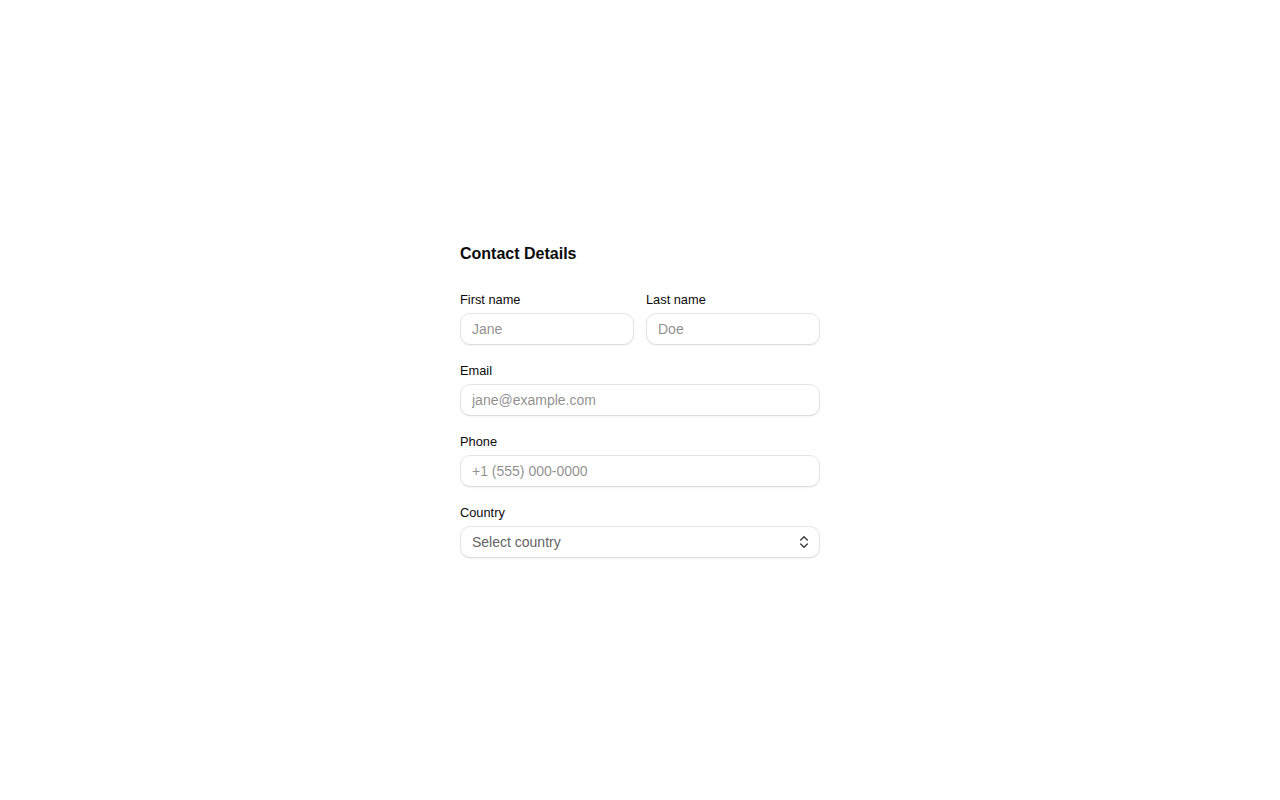 Contact Details
First name Last name
Jane Doe
Email
jane@example.com
Phone
+1 (555) 000-0000
Country
Select country